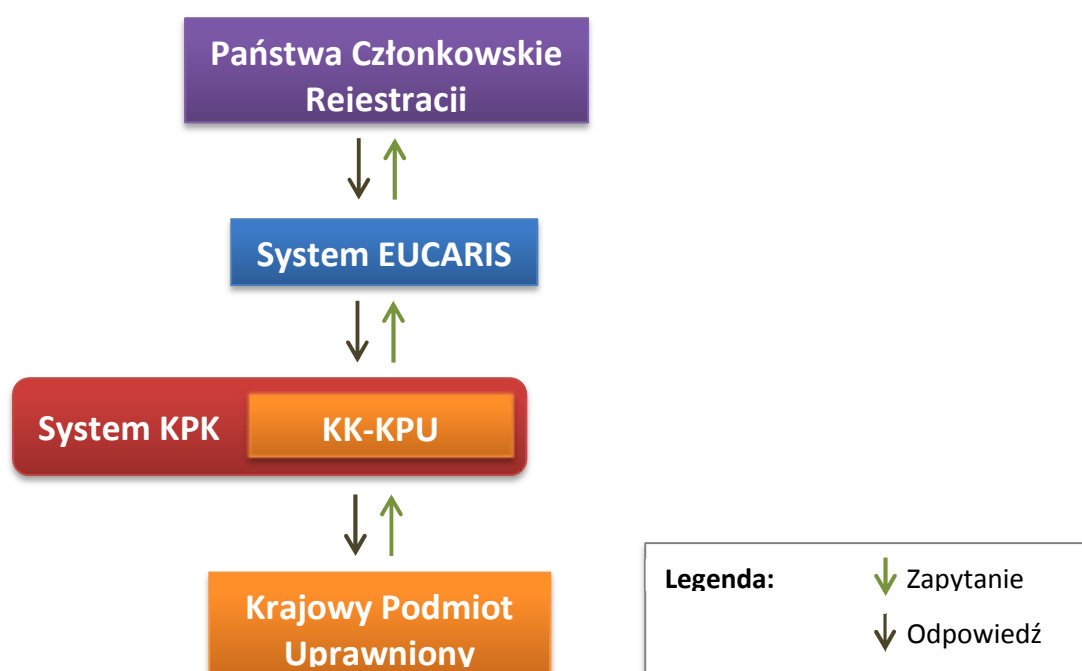 Państwa Członkowskie
Rejestracji
System EUCARIS
System KPK
KK-KPU
Krajowy Podmiot
Uprawniony
Legenda:
Zapytanie
Odpowiedź